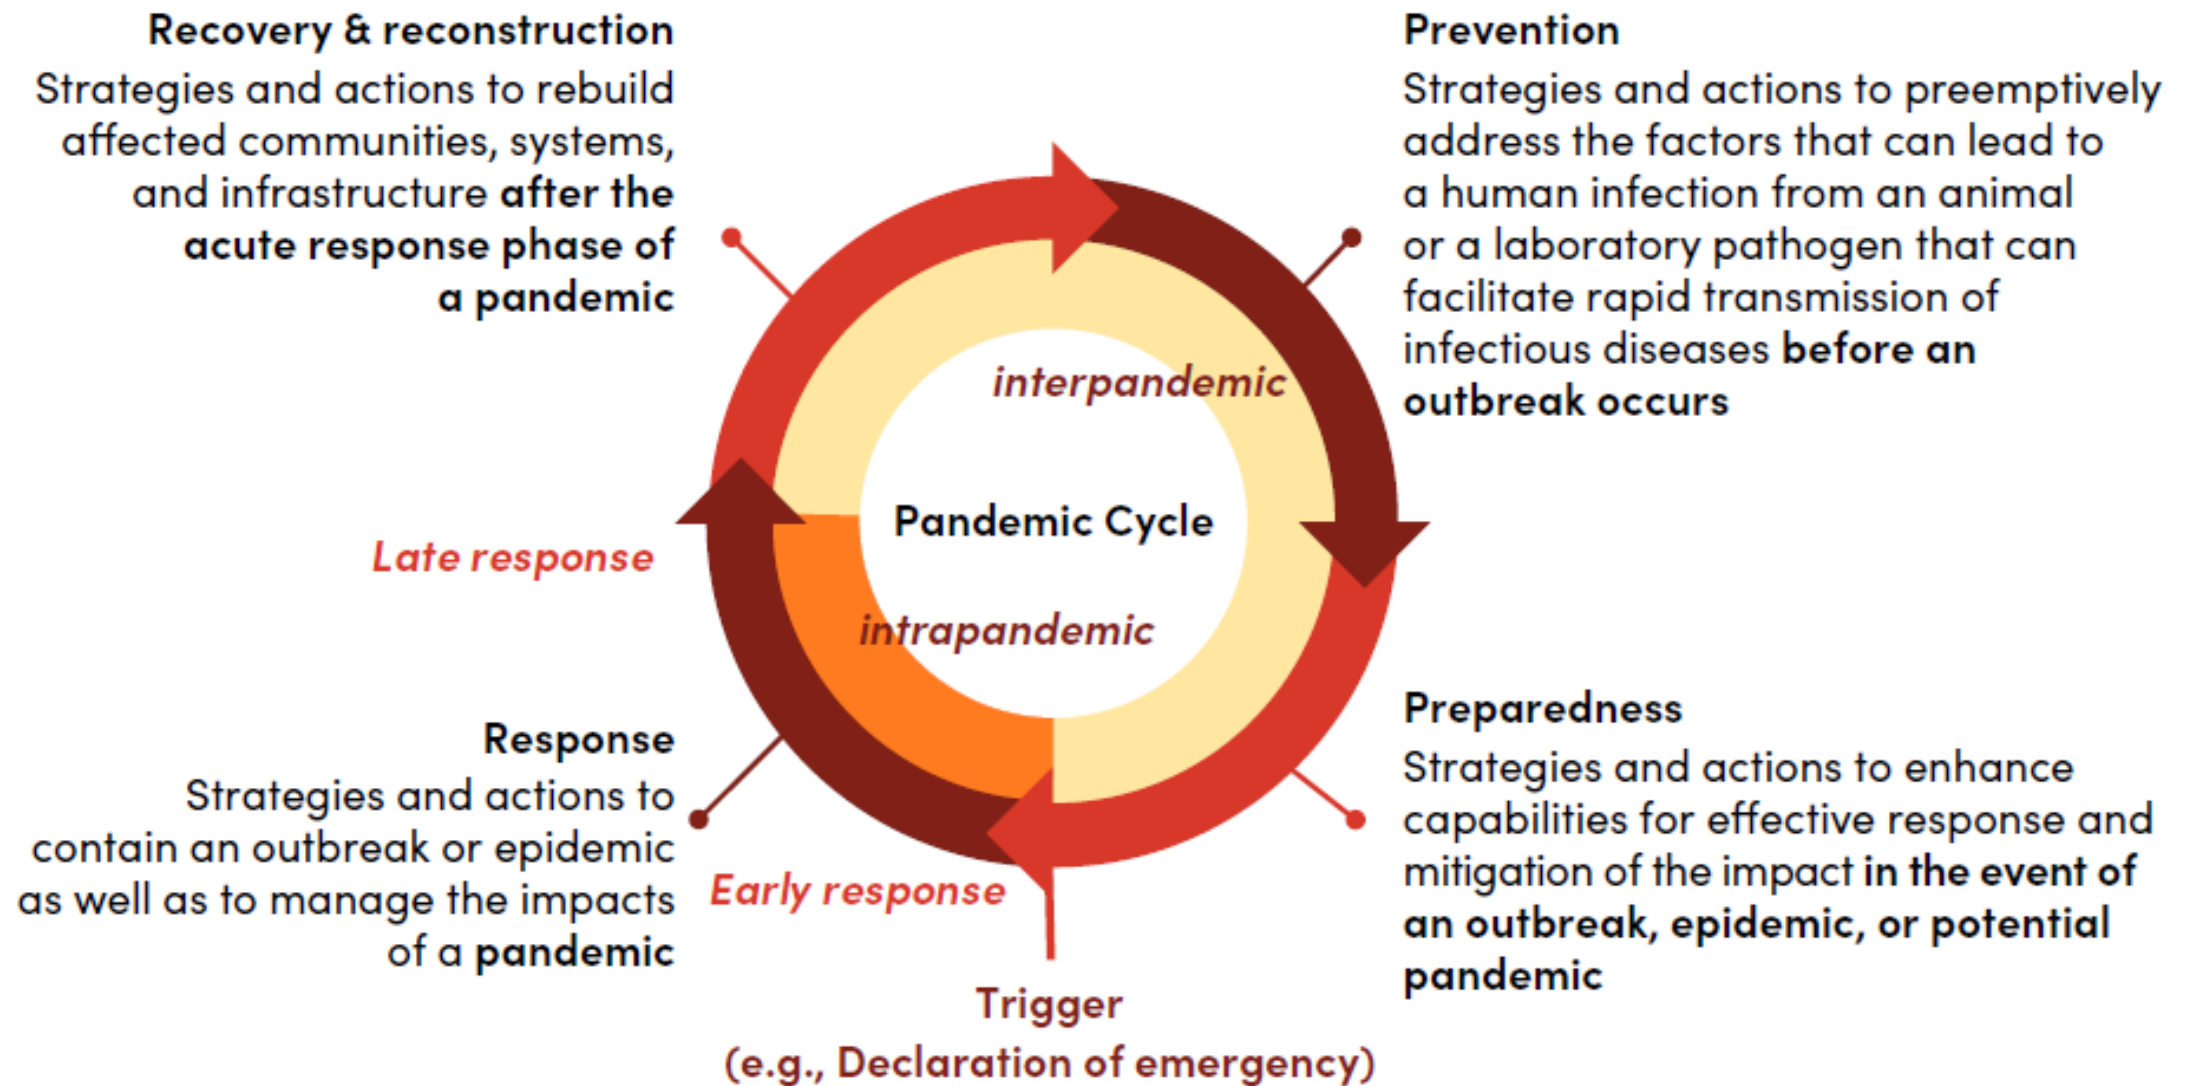 Recovery & reconstruction
Strategies and actions to rebuild
affected communities, systems,
and infrastructure after the
acute response phase of
a pandemic
Prevention
Strategies and actions to preemptively
address the factors that can lead to
a human infection from an animal
or a laboratory pathogen that can
facilitate rapid transmission of
infectious diseases before an
outbreak occurs
interpandemic
Pandemic Cycle
intrapandemic
Late response
Response
Strategies and actions to
contain an outbreak or epidemic
as well as to manage the impacts
of a pandemic
Early response
Preparedness
Strategies and actions to enhance
capabilities for effective response and
mitigation of the impact in the event of
an outbreak, epidemic, or potential
pandemic
Trigger
(e.g., Declaration of emergency)